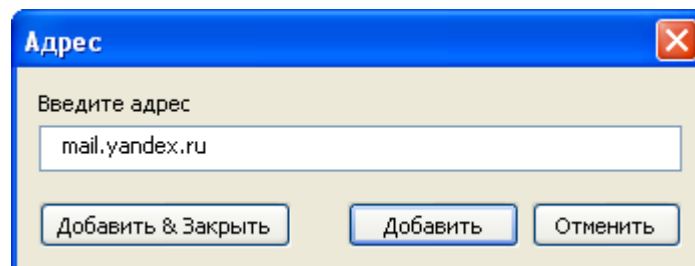 Адрес
Введите адрес
mail.yandex.ru
Добавить & Закрыть Добавить Отменить